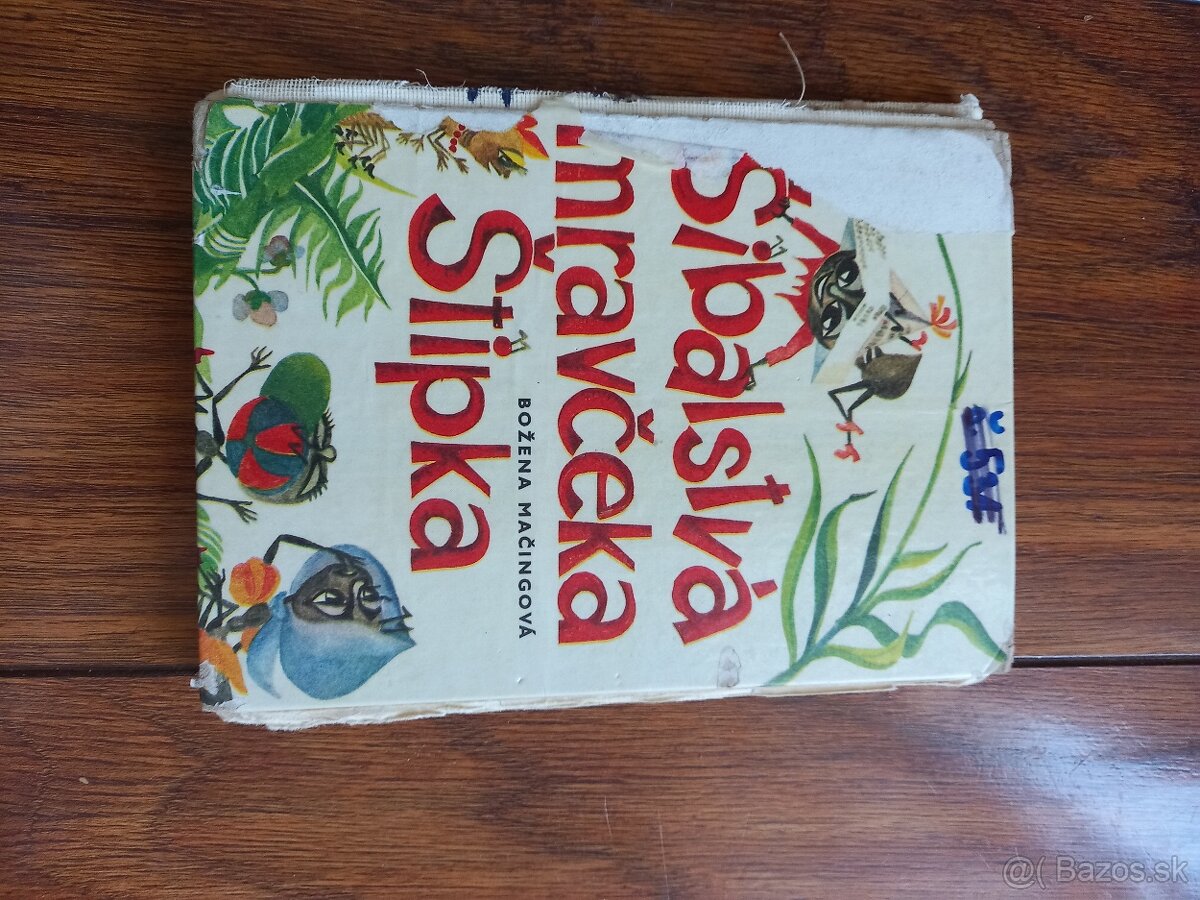 Šibalstvá
mravčeka
BOŽENA MAČINGOVÁ
Štipka
@( Bazos.sk